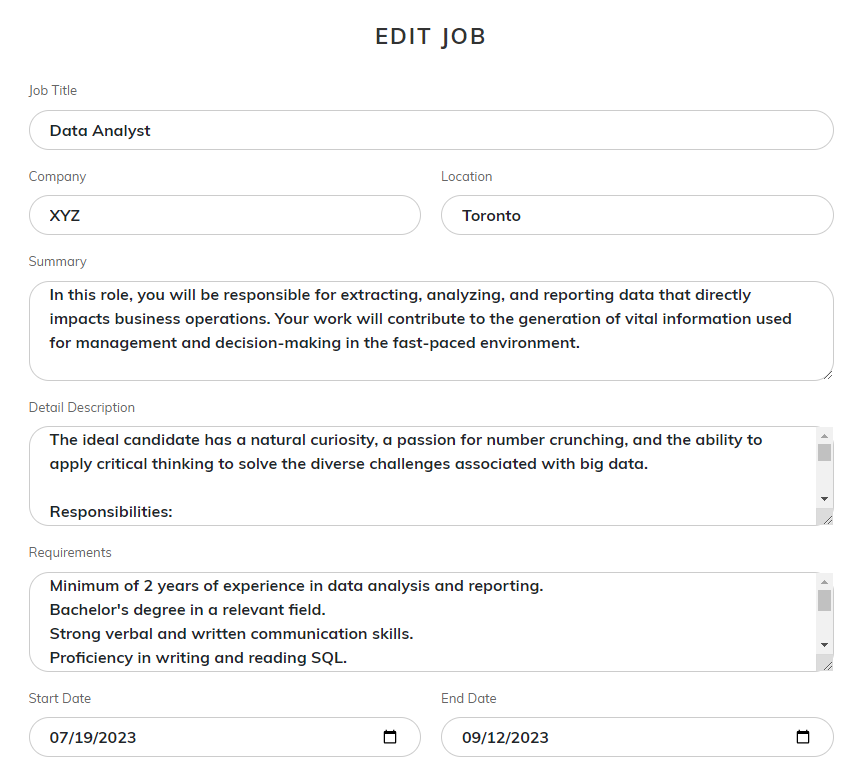 EDIT JOB
Job Title
Data Analyst
Company
Location
XYZ
Toronto
Summary
In this role, you will be responsible for extracting, analyzing, and reporting data that directly
impacts business operations. Your work will contribute to the generation of vital information used
for management and decision-making in the fast-paced environment.
Detail Description
The ideal candidate has a natural curiosity, a passion for number crunching, and the ability to
apply critical thinking to solve the diverse challenges associated with big data.
Responsibilities:
Requirements
Minimum of 2 years of experience in data analysis and reporting.
Bachelor's degree in a relevant field.
Strong verbal and written communication skills.
Proficiency in writing and reading SQL.
Start Date
End Date
07/19/2023
09/12/2023